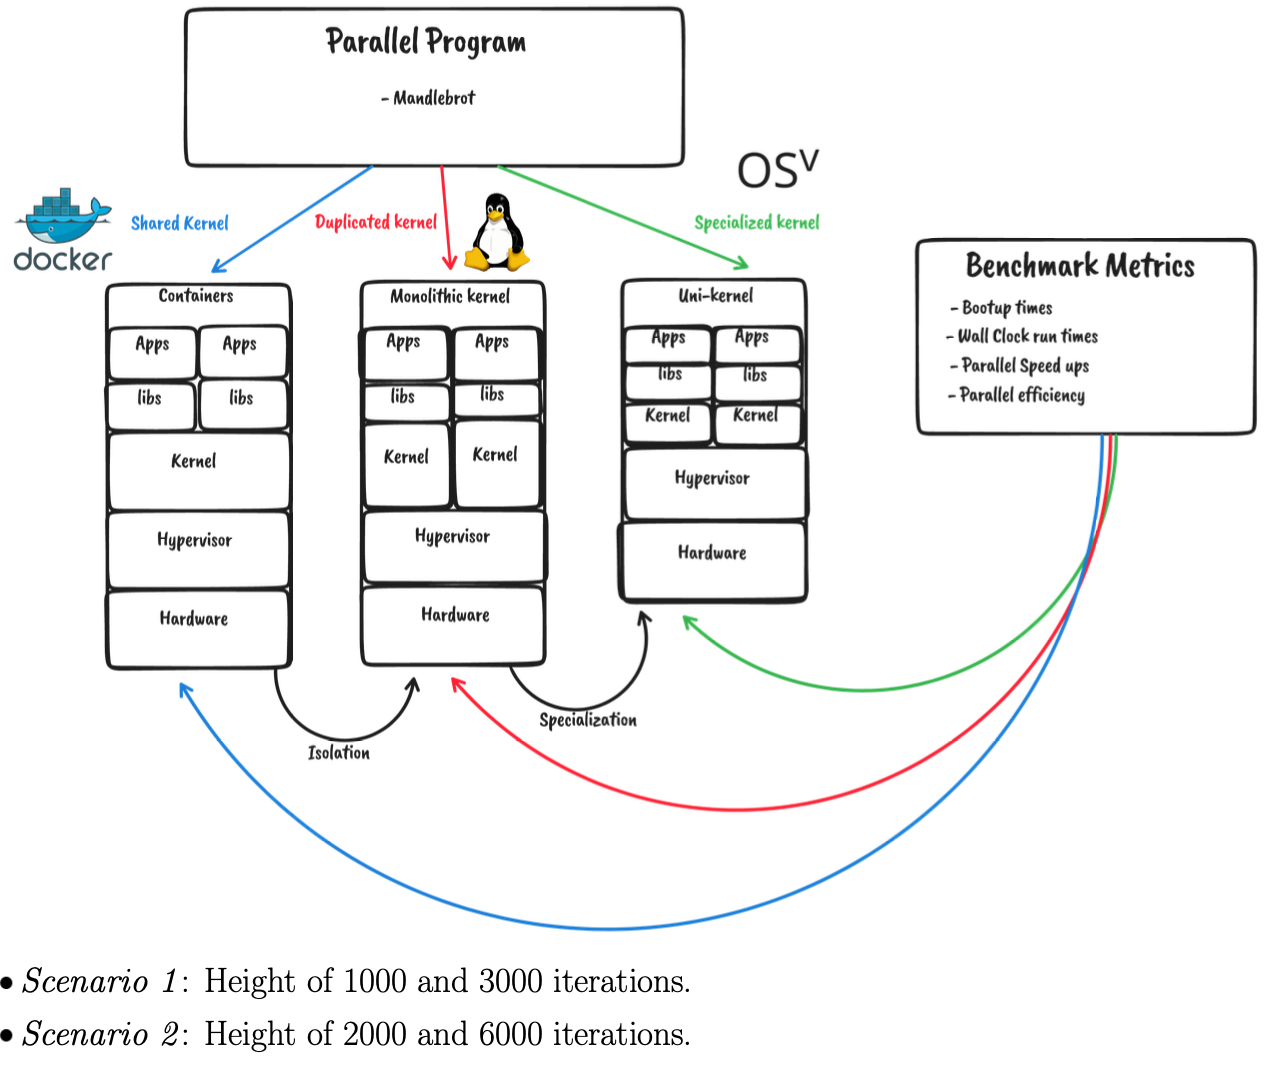 Parallel Program
- Mandlebrot
OSv
docker
Shared Kernel
Duplicated kernel
Specialized kernel
Containers
Apps
Apps
libs
libs
Kernel
Hypervisor
Hardware
Monolithic kernel
Apps
Apps
libs
libs
Kernel
Kernel
Hypervisor
Hardware
Uni-kernel
Apps
Apps
libs
libs
Kernel
Kernel
Hypervisor
Hardware
Benchmark Metrics
- Bootup times
- Wall Clock run times
- Parallel Speed ups
- Parallel efficiency
Isolation
Specialization
• Scenario 1: Height of 1000 and 3000 iterations.
• Scenario 2: Height of 2000 and 6000 iterations.